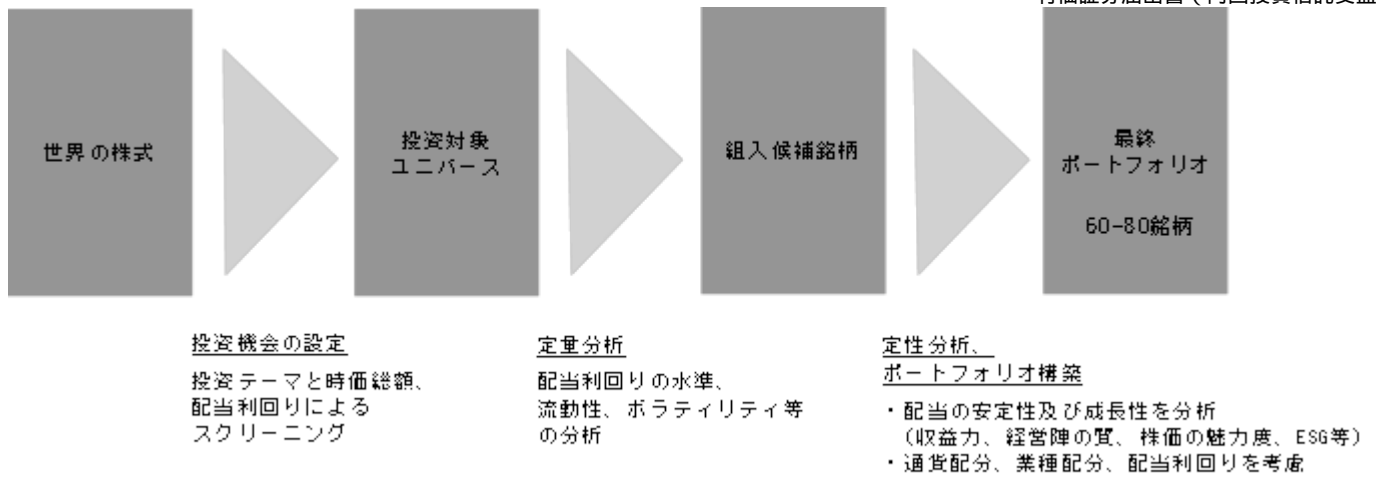 世界の株式
投資対象
ユニバース
組入候補銘柄
最終
ポートフォリオ
60-80銘柄
投資機会の設定
投資テーマと時価総額、
配当利回りによる
スクリーニング
定量分析
配当利回りの水準、
流動性、ボラティリティ等
の分析
定性分析、
ポートフォリオ構築
・配当の安定性及び成長性を分析
(収益力、経営陣の質、株価の魅力度、ESG等)
・通貨配分、業種配分、配当利回りを考慮